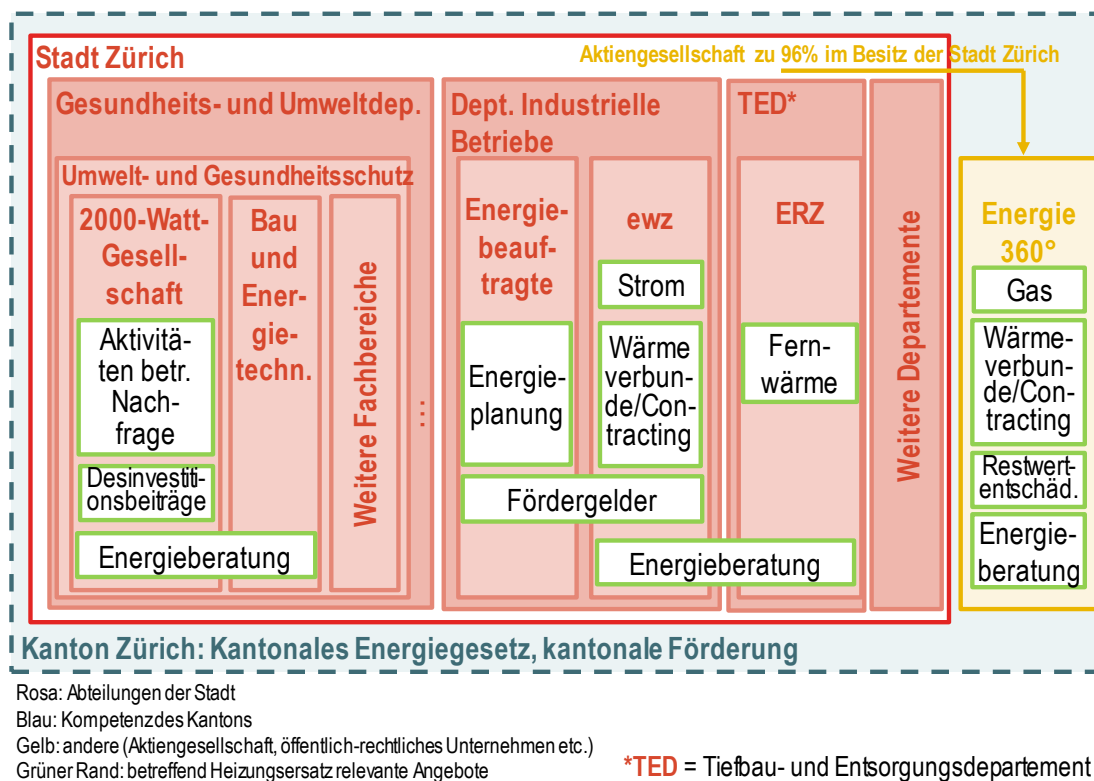 Stadt Zürich
Aktiengesellschaft zu 96% im Besitz der Stadt Zürich
Gesundheits- und Umweltdep.
Umwelt- und Gesundheitsschutz
2000-Watt-
Gesell-
schaft
Aktivitä-
ten betr.
Nach-
frage
Desinvestiti-
onsbeiträge
Bau
und
Ener-
gie-
techn.
Energieberatung
Weitere Fachbereiche
...
Dept. Industrielle
Betriebe
Energie-
beauf-
tragte
Energie-
planung
ewz
Strom
Wärme
verbun-
de/Con-
tracting
Fördergelder
TED*
ERZ
Fern-
wärme
Energieberatung
Weitere Departemente
Energie
360°
Gas
Wärme-
verbun-
de/Con-
tracting
Restwert-
entschäd.
Energie-
beratung
Kanton Zürich: Kantonales Energiegesetz, kantonale Förderung
Rosa: Abteilungen der Stadt
Blau: Kompetenz des Kantons
Gelb: andere (Aktiengesellschaft, öffentlich-rechtliches Unternehmen etc.)
Grüner Rand: betreffend Heizungsersatz relevante Angebote
*TED = Tiefbau- und Entsorgungsdepartement